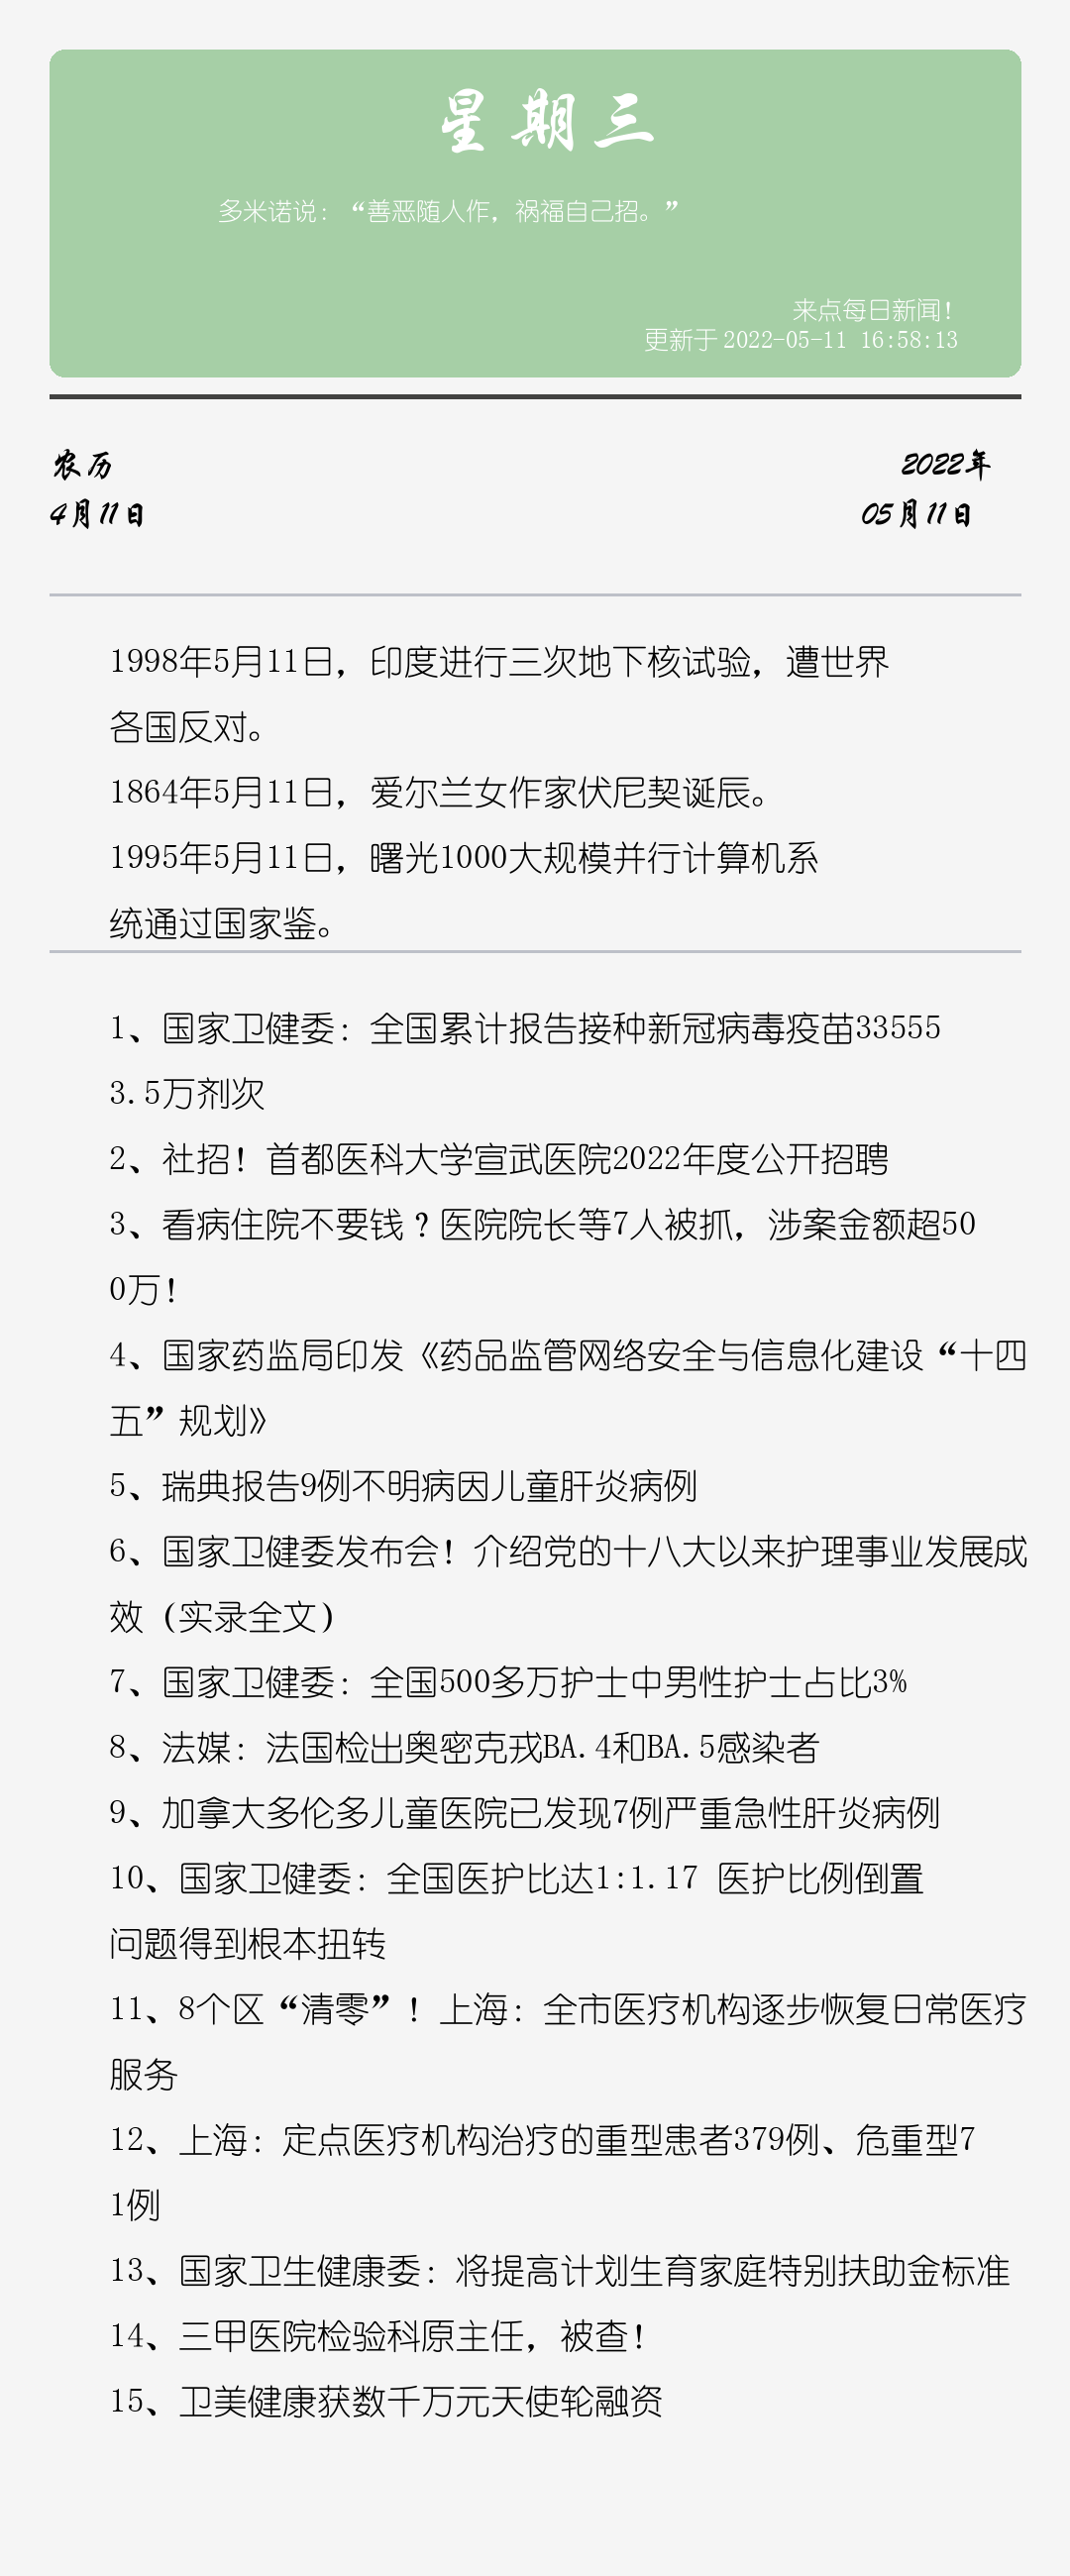 星期三
多米诺说：“善恶随人作，祸福自己招。”
来点每日新闻！
更新于2022-05-11 16:58:13
农历
2022年
4月11日
05月11日
1998年5月11日，印度进行三次地下核试验，遭世界
各国反对。
1864年5月11日，爱尔兰女作家伏尼契诞辰。
1995年5月11日，曙光1000大规模并行计算机系
统通过国家鉴。
1、国家卫健委：全国累计报告接种新冠病毒疫苗33555
3.5万剂次
2、社招！首都医科大学宣武医院2022年度公开招聘
3、看病住院不要钱？医院院长等7人被抓，涉案金额超50
0万！
4、国家药监局印发《药品监管网络安全与信息化建设“十四
五”规划》
5、瑞典报告9例不明病因儿童肝炎病例
6、国家卫健委发布会！介绍党的十八大以来护理事业发展成
效（实录全文）
7、国家卫健委：全国500多万护士中男性护士占比3%
8、法媒：法国检出奥密克戎BA.4和BA.5感染者
9、加拿大多伦多儿童医院已发现7例严重急性肝炎病例
10、国家卫健委：全国医护比达1:1.17 医护比例倒置
问题得到根本扭转
11、8个区“清零”！上海：全市医疗机构逐步恢复日常医疗
服务
12、上海：定点医疗机构治疗的重型患者379例、危重型7
1例
13、国家卫生健康委：将提高计划生育家庭特别扶助金标准
14、三甲医院检验科原主任，被查！
15、卫美健康获数千万元天使轮融资